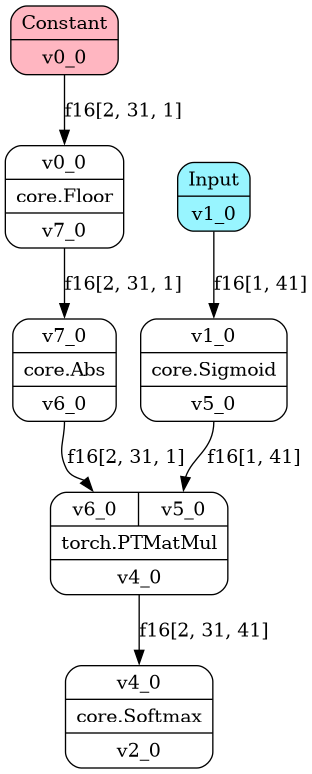 Constant
v0_0
f16[2, 31, 1]
v0_0
core.Floor
v7_0
Input
v1_0
f16[2, 31, 1]
f16[1, 41]
v7_0
core.Abs
v6_0
v1_0
core.Sigmoid
v5_0
f16[2, 31, 1]
f16[1, 41]
v6_0
v5_0
torch.PTMatMul
v4_0
f16[2, 31, 41]
v4_0
core.Softmax
v2_0